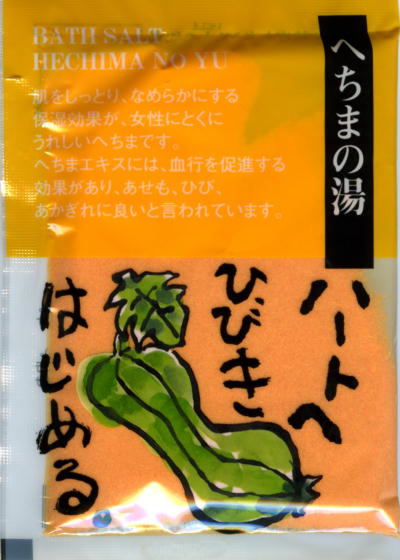 BATH SALT
HECHIMA NO YU
へちまの湯
肌をしっとり、なめらかにする
保湿効果が、女性にとくに
うれしいへちまです。
へちまエキスには、血行を促進する
効果があり、あせも、ひび、
あかぎれに良いと言われています。
ハートへ
ひびき
はじめる